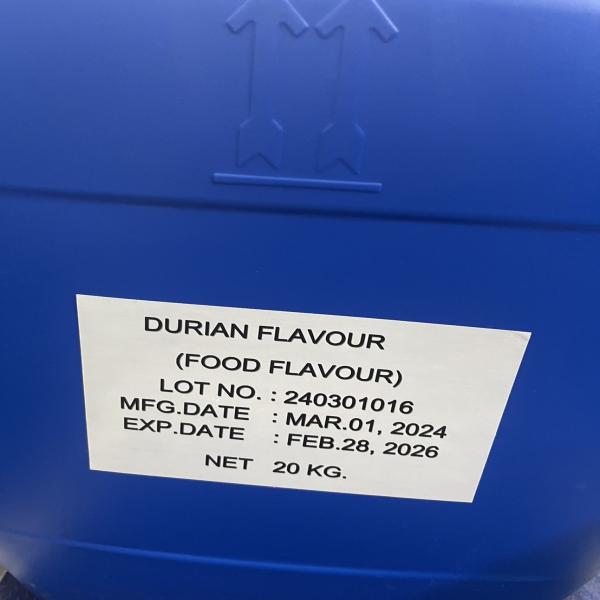 DURIAN FLAVOUR
(FOOD FLAVOUR)
LOT NO. : 240301016
MFG.DATE : MAR.01, 2024
EXP.DATE : FEB.28, 2026
NET 20 KG.